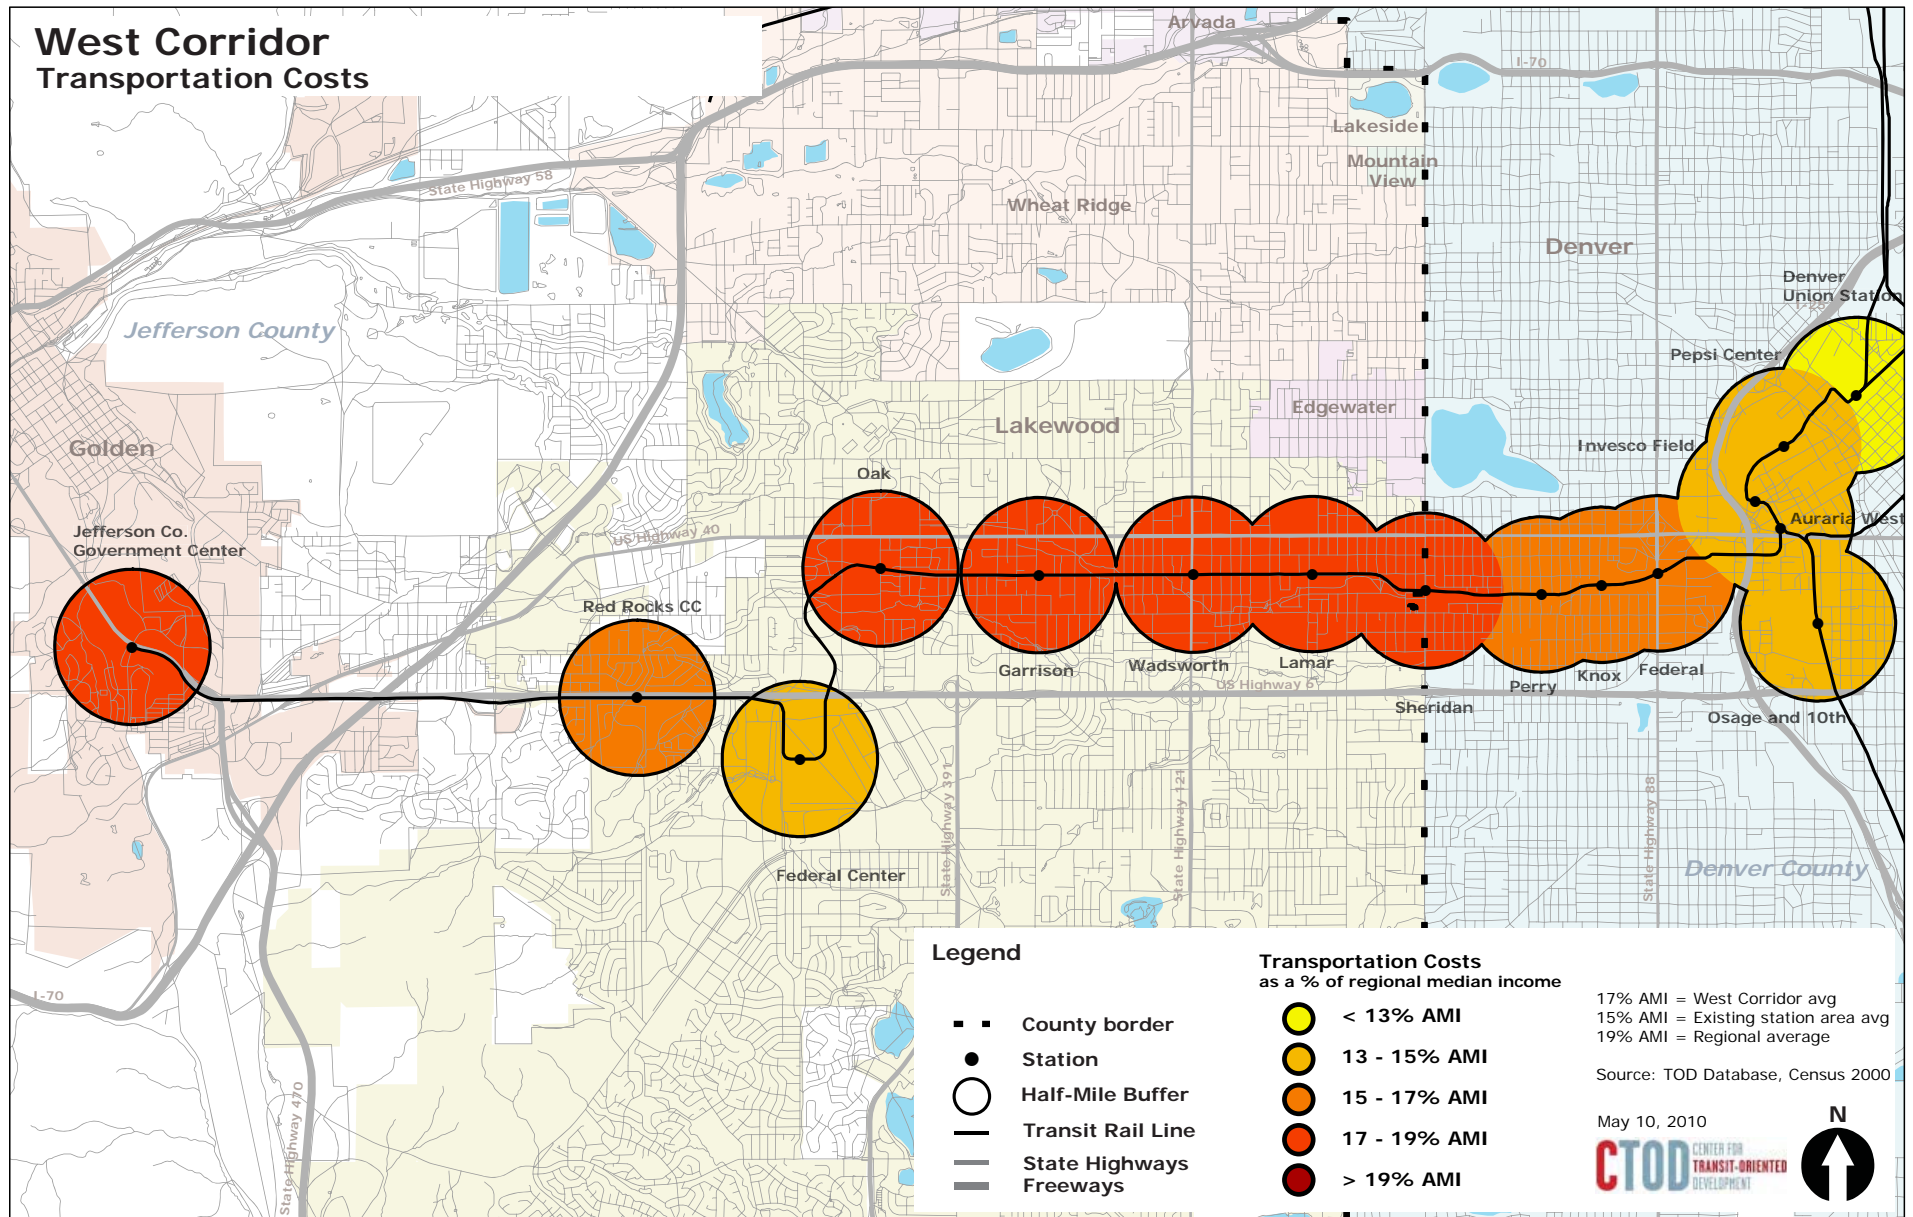 West Corridor
Transportation Costs
Arvada
I-70
Lakeside
Mountain
View
State Highway 58
Wheat Ridge
Denver
Denver
Union Station
Jefferson County
Pepsi Center
Edgewater
Lakewood
Golden
Invesco Field
Oak
Auraria West
US Highway 40
Jefferson Co.
Government Center
Red Rocks CC
Garrison
Wadsworth
Lamar
US Highway 6
Perry
Knox
Federal
Sheridan
Osage and 10th
State Highway 391
State Highway 121
State Highway 88
Federal Center
Denver County
I-70
State Highway 470
Legend
County border
Station
Half-Mile Buffer
Transit Rail Line
State Highways
Freeways
Transportation Costs
as a % of regional median income
< 13% AMI
13 - 15% AMI
15 - 17% AMI
17 - 19% AMI
> 19% AMI
17% AMI = West Corridor avg
15% AMI = Existing station area avg
19% AMI = Regional average
Source: TOD Database, Census 2000
May 10, 2010
CTOD
CENTER FOR
TRANSIT-ORIENTED
DEVELOPMENT
N